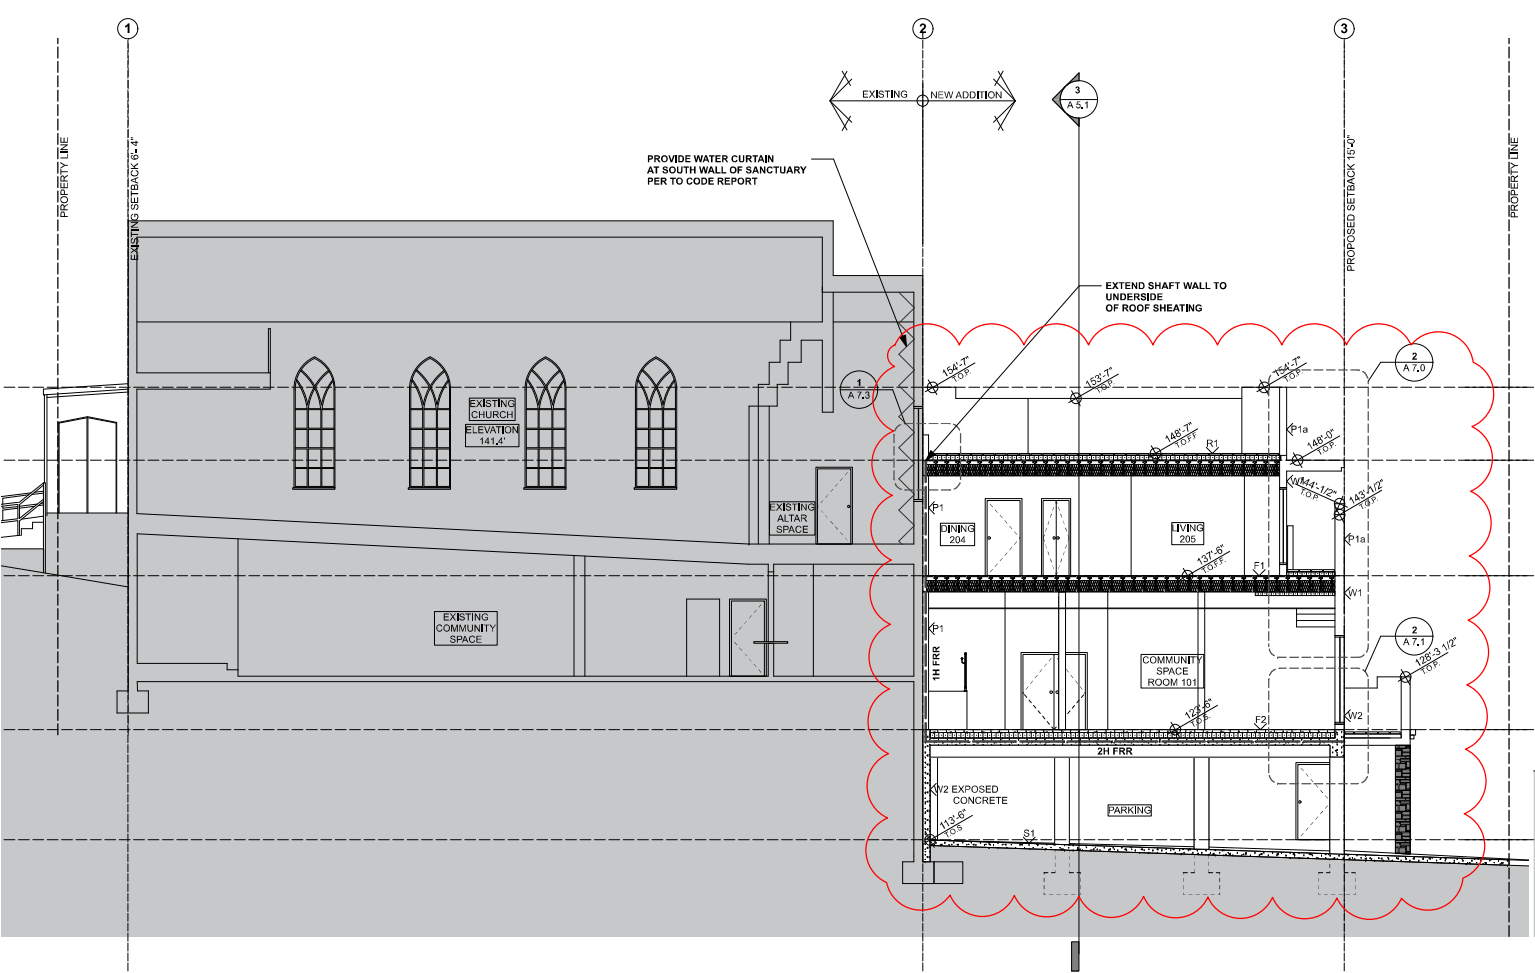 1
2
3
EXISTING
NEW ADDITION
3
A 5.1
PROPERTY LINE
EXISTING SETBACK 6'- 4"
PROPOSED SETBACK 15'-0"
PROPERTY LINE
PROVIDE WATER CURTAIN
AT SOUTH WALL OF SANCTUARY
PER TO CODE REPORT
EXTEND SHAFT WALL TO
UNDERSIDE
OF ROOF SHEATING
154'-7"
T.O.P.
153'-7"
T.O.P.
154'-7"
T.O.P.
2
A 7.0
1
A 7.3
EXISTING
CHURCH
ELEVATION
141.4'
P1a
148'-7"
T.O.F.F.
R1
148'-0"
T.O.P.
144'-1/2"
T.O.P.
143'-1/2"
T.O.P.
EXISTING
ALTAR
SPACE
P1
DINING
204
LIVING
205
P1a
137'-6"
T.O.F.F.
F1
W1
EXISTING
COMMUNITY
SPACE
P1
1H FRR
COMMUNITY
SPACE
ROOM 101
2
A 7.1
128'-3 1/2"
T.O.P.
123'-6"
T.O.S.
F2
W2
2H FRR
W2 EXPOSED
CONCRETE
PARKING
113'-6"
T.O.S
S1